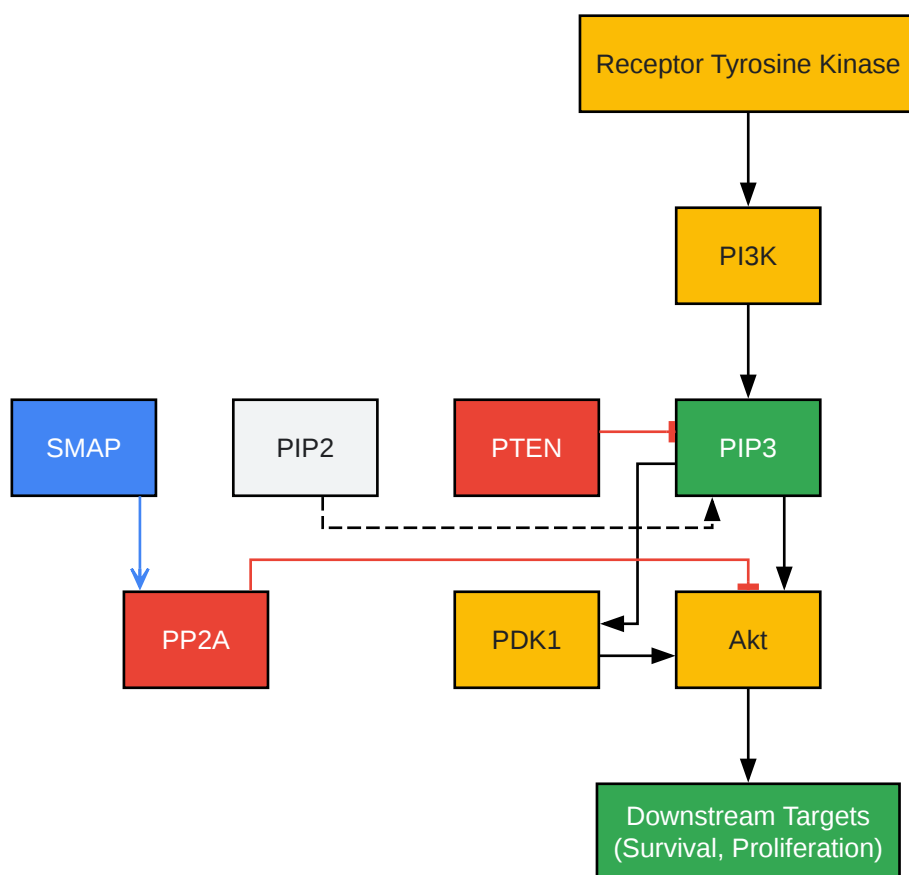 Receptor Tyrosine Kinase
PI3K
SMAP
PIP2
PTEN
PIP3
PP2A
PDK1
Akt
Downstream Targets
(Survival, Proliferation)